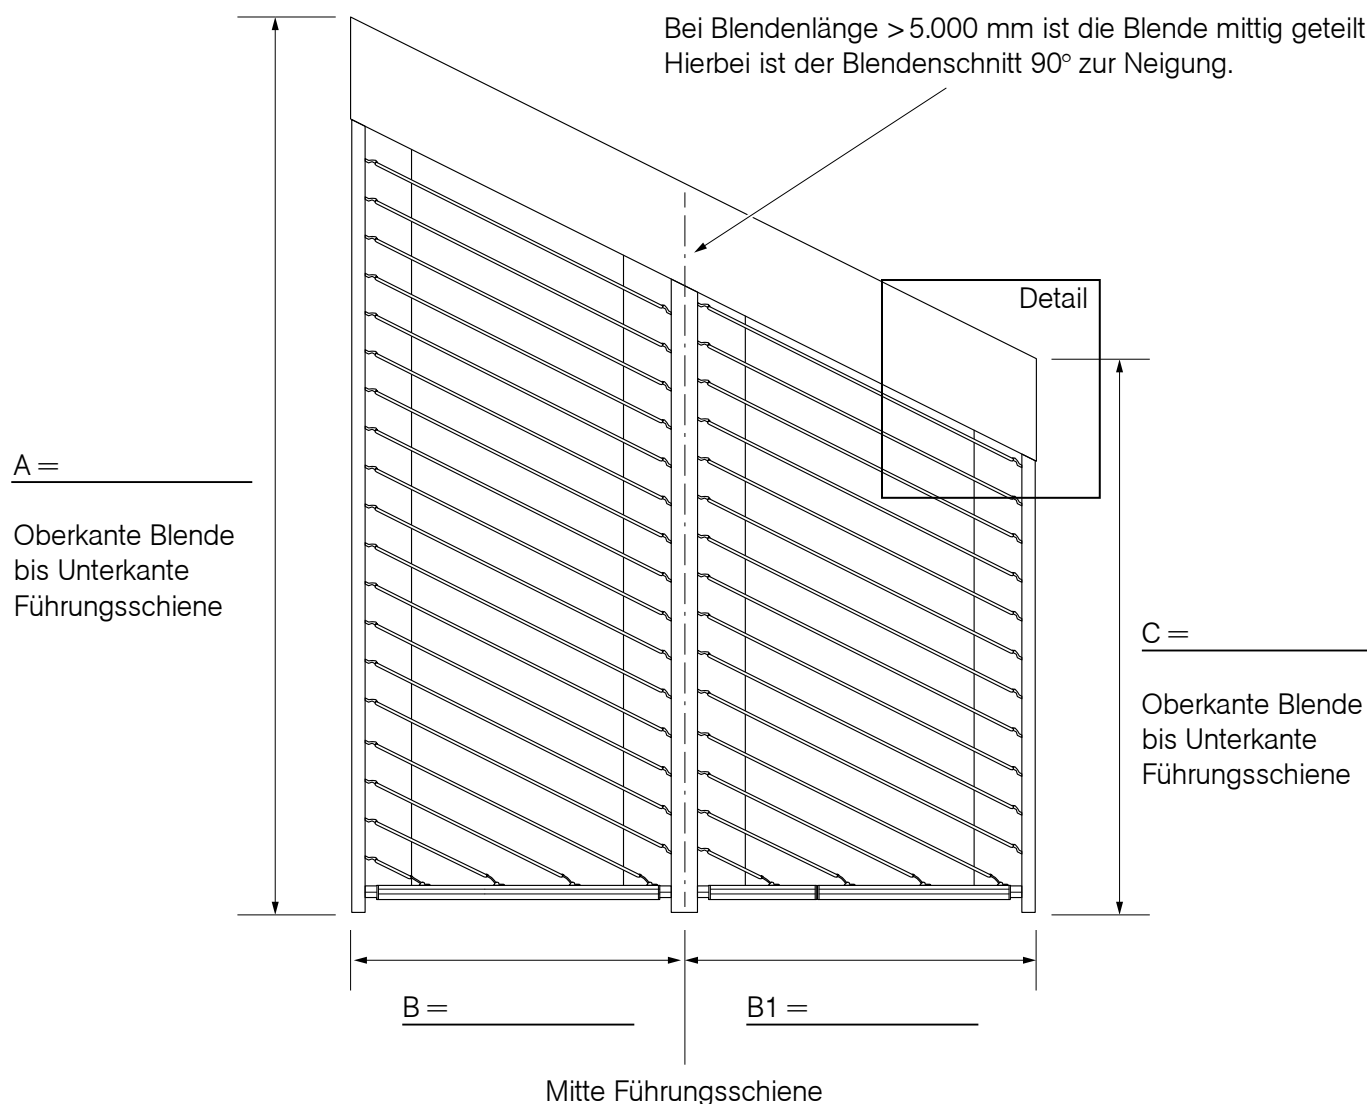 Bei Blendenlänge > 5.000 mm ist die Blende mittig geteilt
Hierbei ist der Blendenschnitt 90° zur Neigung.
Detail
A =
Oberkante Blende
bis Unterkante
Führungsschiene
C =
Oberkante Blende
bis Unterkante
Führungsschiene
B =
B1 =
Mitte Führungsschiene